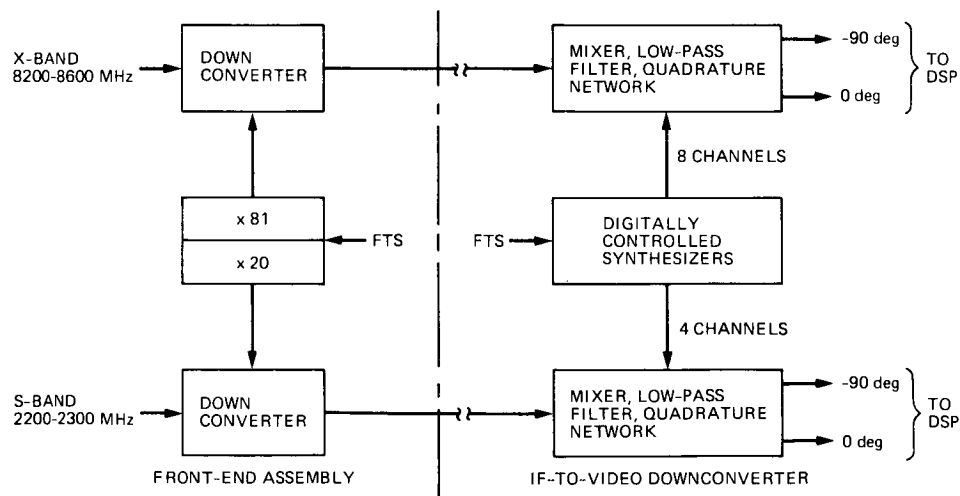 X-BAND
8200-8600 MHz
DOWN
CONVERTER
MIXER, LOW-PASS
FILTER, QUADRATURE
NETWORK
-90 deg
0 deg
TO
DSP
8 CHANNELS
x 81
x 20
FTS
FTS
DIGITALLY
CONTROLLED
SYNTHESIZERS
4 CHANNELS
S-BAND
2200-2300 MHz
DOWN
CONVERTER
MIXER, LOW-PASS
FILTER, QUADRATURE
NETWORK
-90 deg
0 deg
TO
DSP
FRONT-END ASSEMBLY
IF-TO-VIDEO DOWNCONVERTER